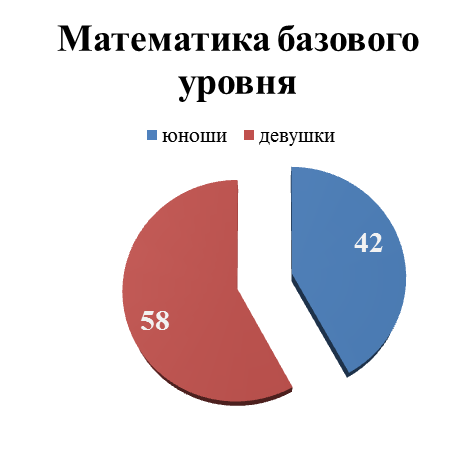 Математика базового
уровня
юноши девушки
42
58